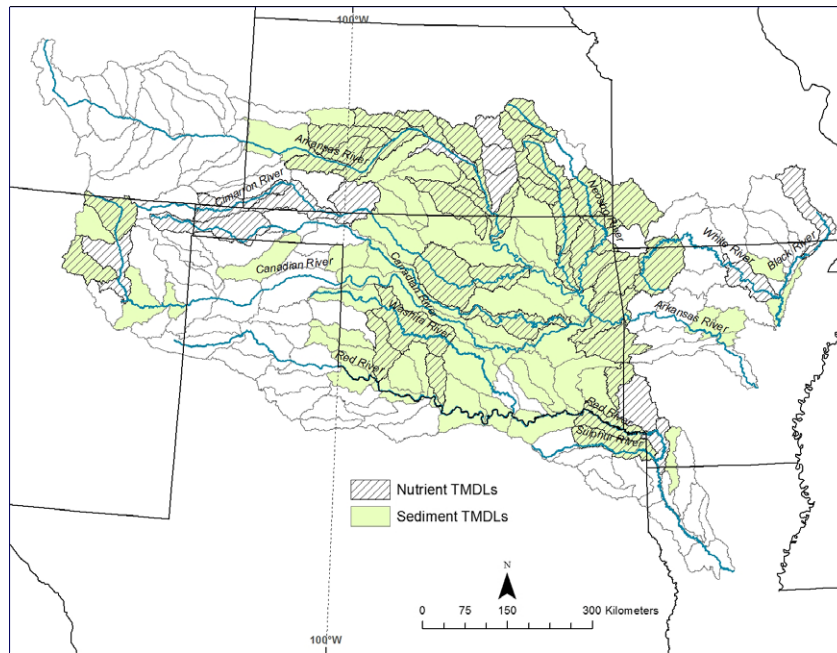 100°W
Arkansas River
Cimarron River
Neosho River
White River
Black River
Canadian River
Canadian River
Washita River
Arkansas River
Red River
Red River
Sulphur River
Nutrient TMDLs
Sediment TMDLs
N
0 75 150 300 Kilometers
100°W